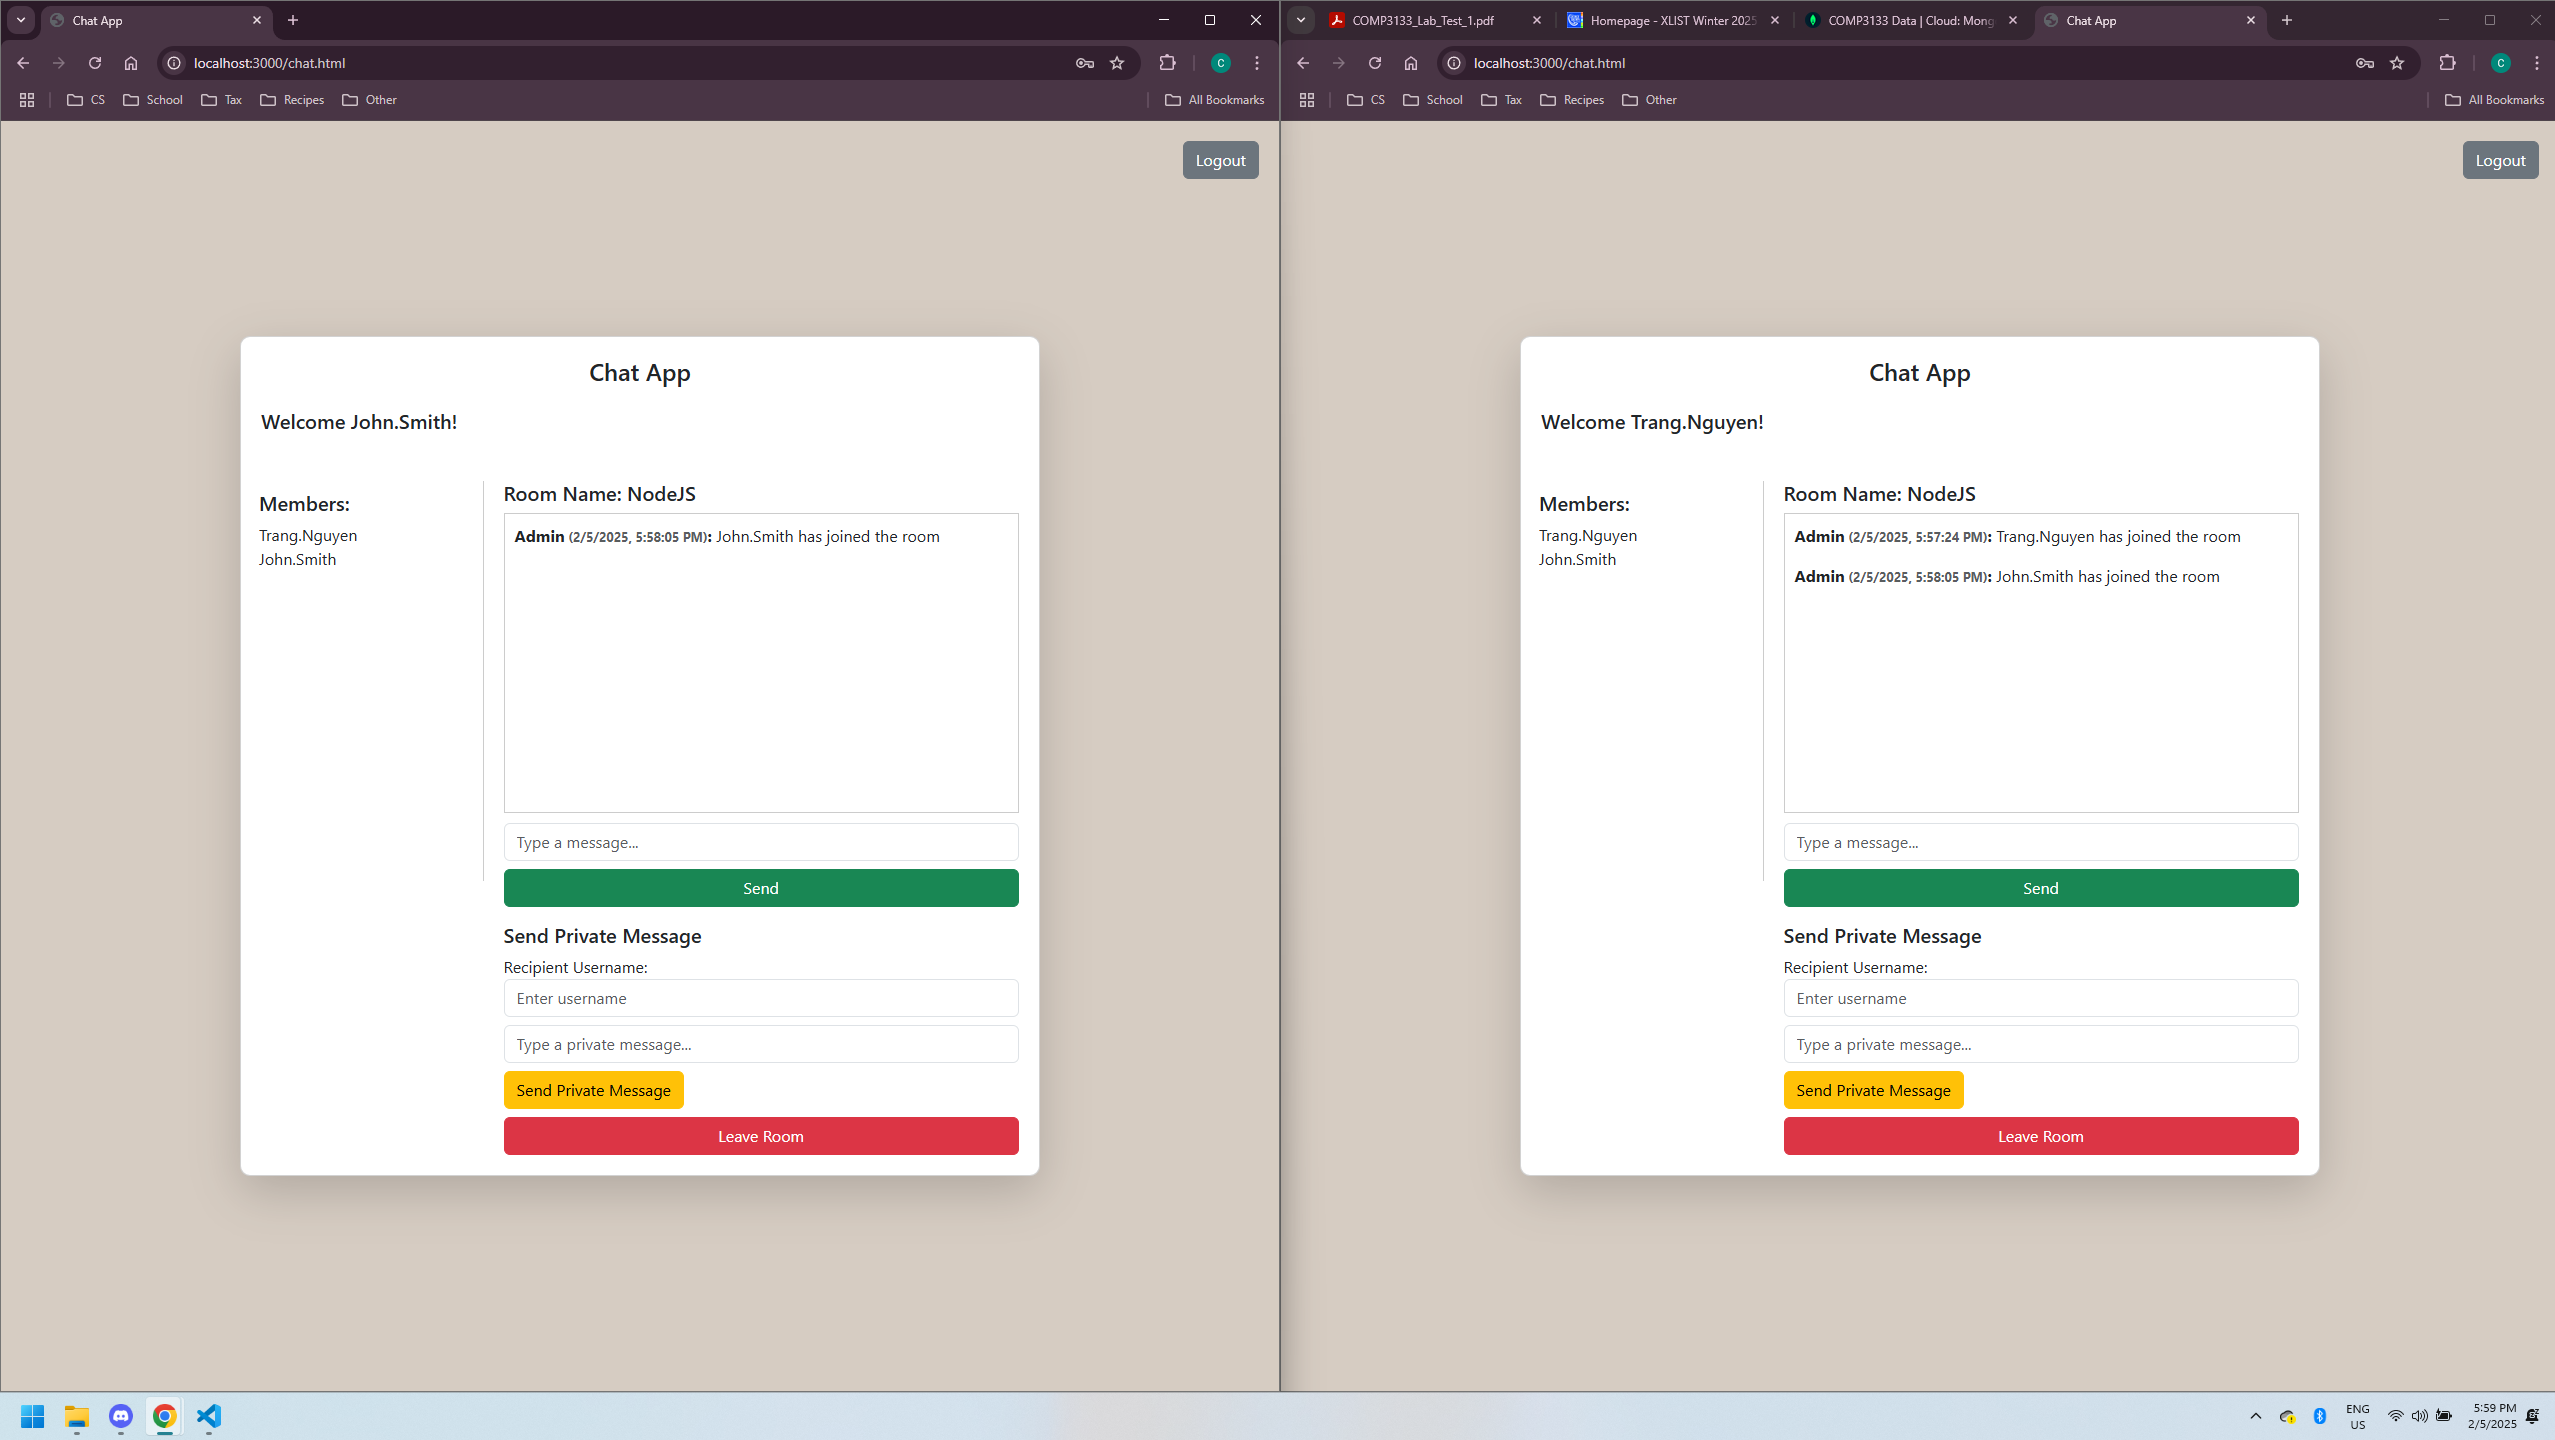 Chat App
localhost:3000/chat.html
CS
School
Tax
Recipes
Other
All Bookmarks
Logout
Chat App
Welcome John.Smith!
Members:
Trang.Nguyen
John.Smith
Room Name: NodeJS
Admin (2/5/2025, 5:58:05 PM): John.Smith has joined the room
Type a message...
Send
Send Private Message
Recipient Username:
Enter username
Type a private message...
Send Private Message
Leave Room
COMP3133_Lab_Test_1.pdf
Homepage - XLIST Winter 2025
COMP3133 Data | Cloud: Mong
Chat App
C
localhost:3000/chat.html
C
CS
School
Tax
Recipes
Other
All Bookmarks
Logout
Chat App
Welcome Trang.Nguyen!
Members:
Trang.Nguyen
John.Smith
Room Name: NodeJS
Admin (2/5/2025, 5:57:24 PM): Trang.Nguyen has joined the room
Admin (2/5/2025, 5:58:05 PM): John.Smith has joined the room
Type a message...
Send
Send Private Message
Recipient Username:
Enter username
Type a private message...
Send Private Message
Leave Room
ENG
US
5:59 PM
2/5/2025